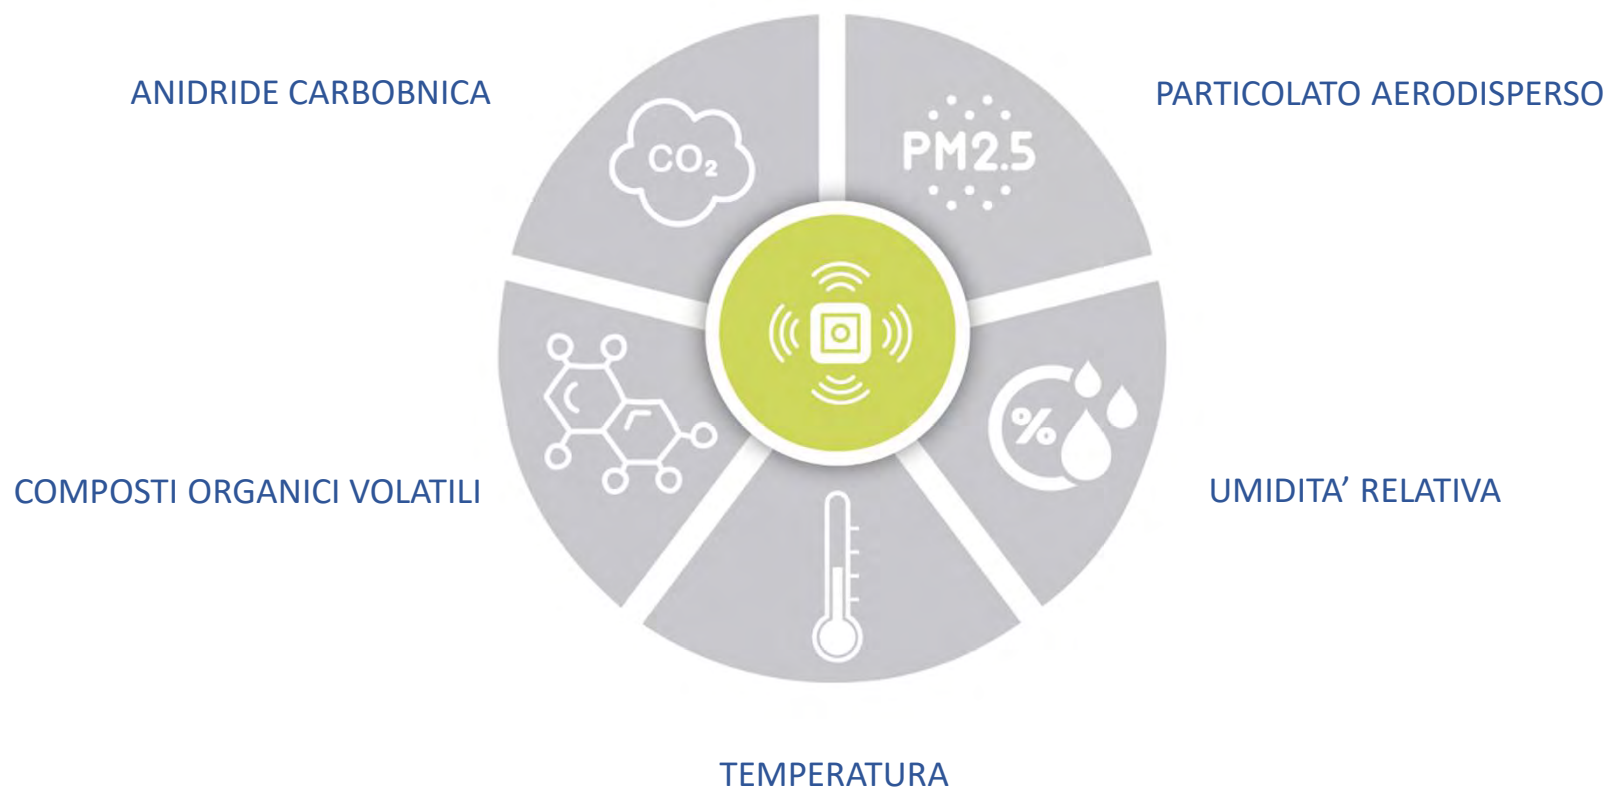 ANIDRIDE CARBOBNICA
PARTICOLATO AERODISPERSO
CO₂
PM2.5
%
COMPOSTI ORGANICI VOLATILI
UMIDITA’ RELATIVA
TEMPERATURA